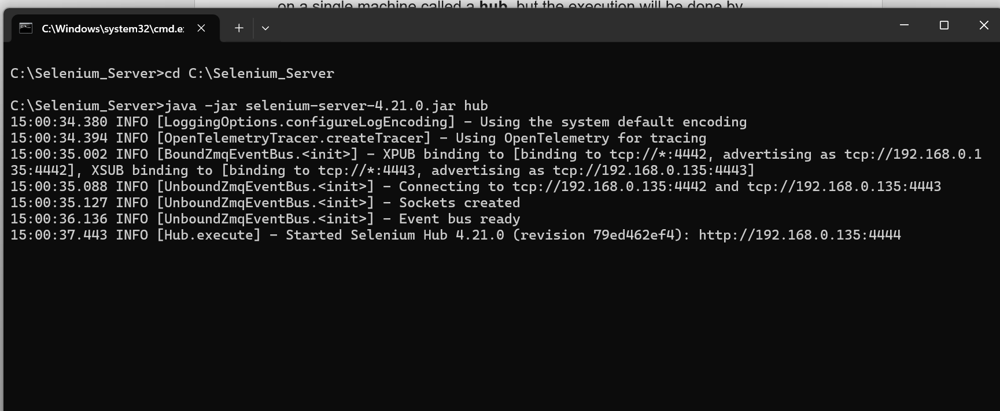 on a single machine called a hub, but the execution will be done by
C:\Windows\system32\cmd.e
C:\Selenium_Server>cd C:\Selenium_Server
C:\Selenium_Server>java -jar selenium-server-4.21.0.jar hub
15:00:34.380 INFO [LoggingOptions.configureLogEncoding] - Using the system default encoding
15:00:34.394 INFO [OpenTelemetryTracer.createTracer] - Using OpenTelemetry for tracing
15:00:35.002 INFO [BoundZmqEventBus.<init>] - XPUB binding to [binding to tcp://*:4442, advertising as tcp://192.168.0.1
35:4442], XSUB binding to [binding to tcp://*:4443, advertising as tcp://192.168.0.135:4443]
15:00:35.088 INFO [UnboundZmqEventBus.<init>] - Connecting to tcp://192.168.0.135:4442 and tcp://192.168.0.135:4443
15:00:35.127 INFO [UnboundZmqEventBus.<init>] - Sockets created
15:00:36.136 INFO [UnboundZmqEventBus.<init>] - Event bus ready
15:00:37.443 INFO [Hub.execute] - Started Selenium Hub 4.21.0 (revision 79ed462ef4): http://192.168.0.135:4444